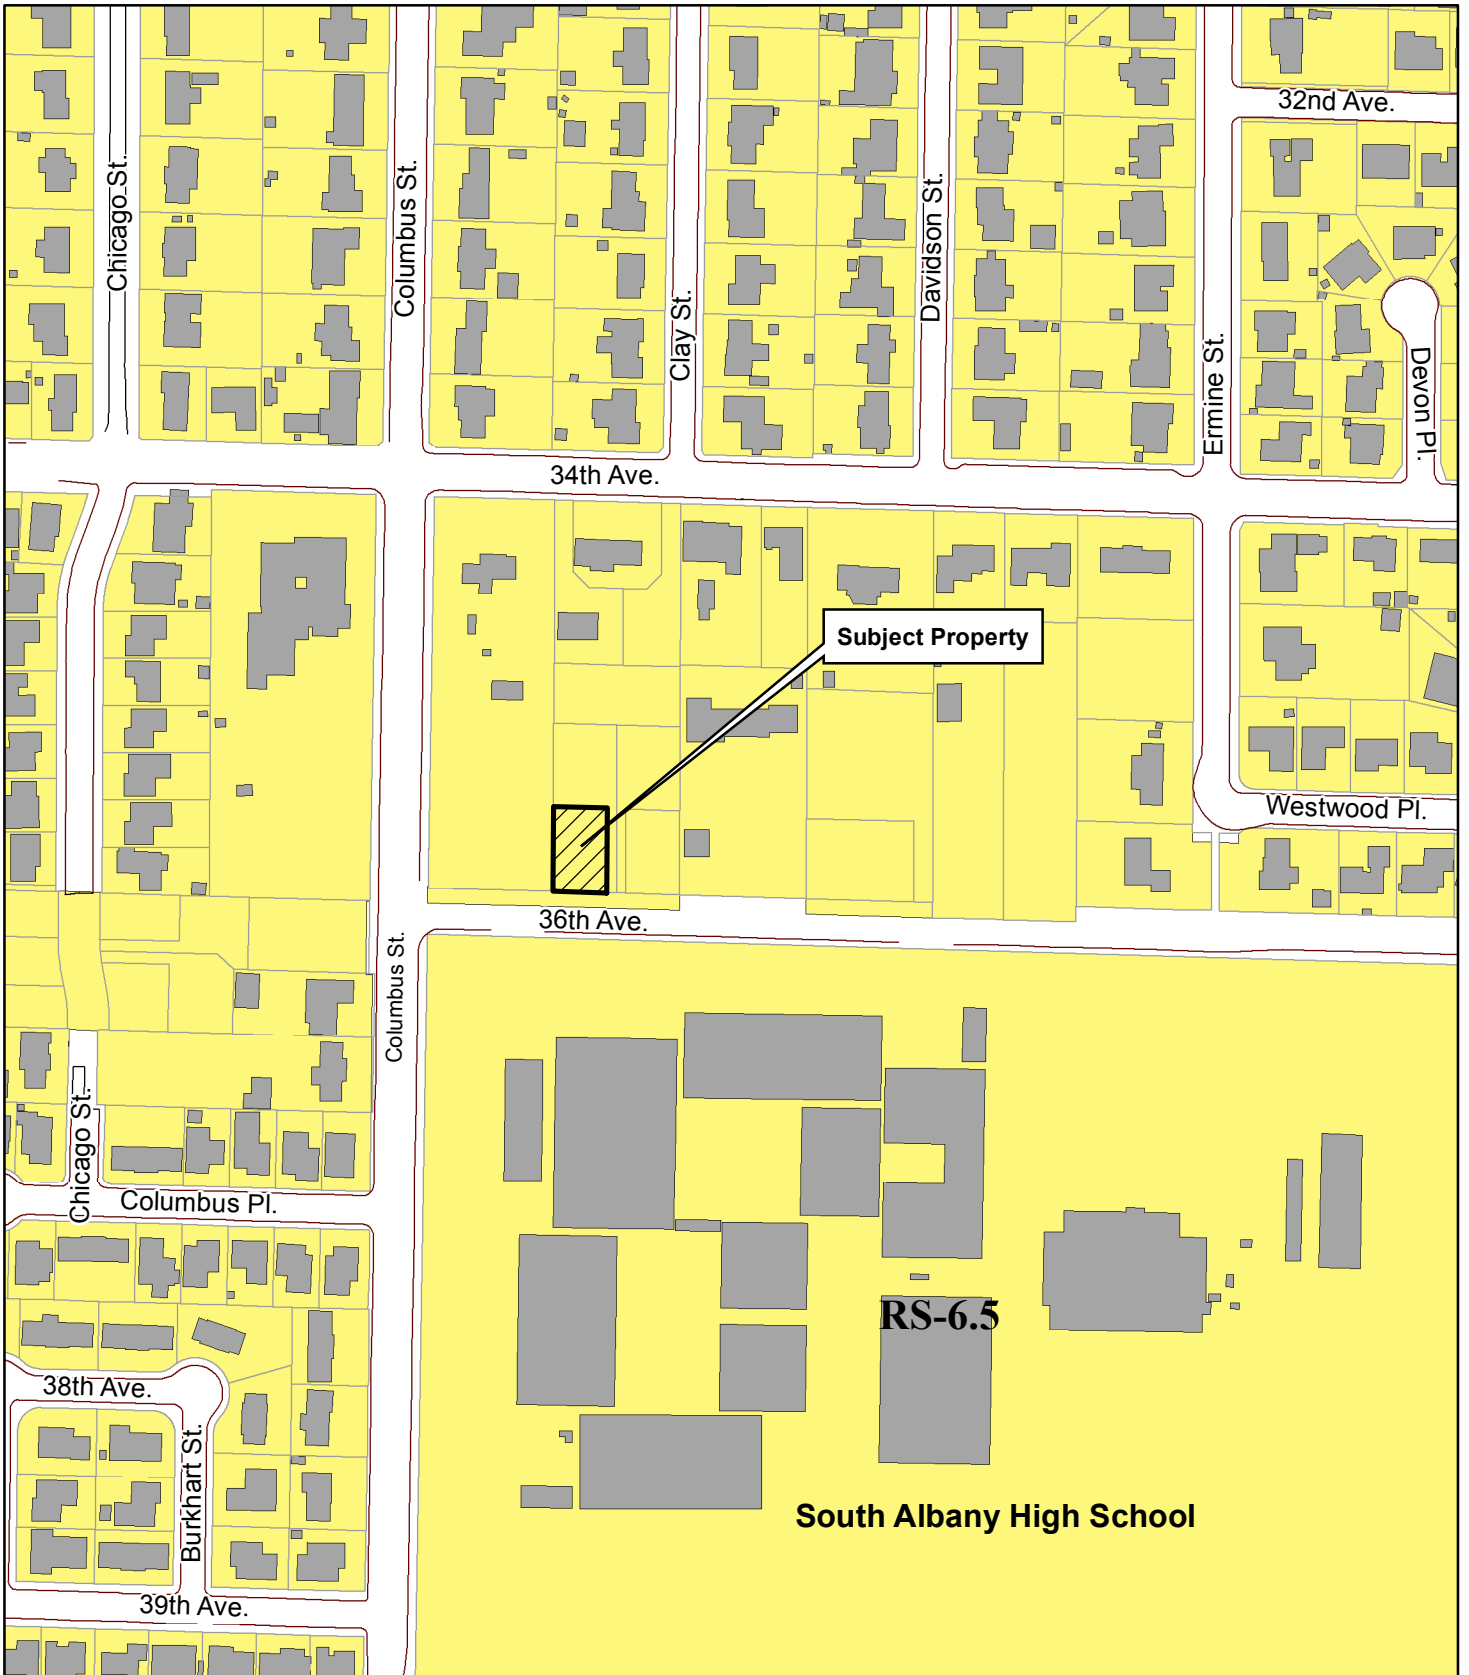 32nd Ave.
Chicago St.
Columbus St.
Clay St.
Davidson St.
Ermine St.
Devon Pl.
34th Ave.
Subject Property
Westwood Pl.
36th Ave.
Columbus St.
Chicago St.
Columbus Pl.
RS-6.5
38th Ave.
Burkhart St.
South Albany High School
39th Ave.